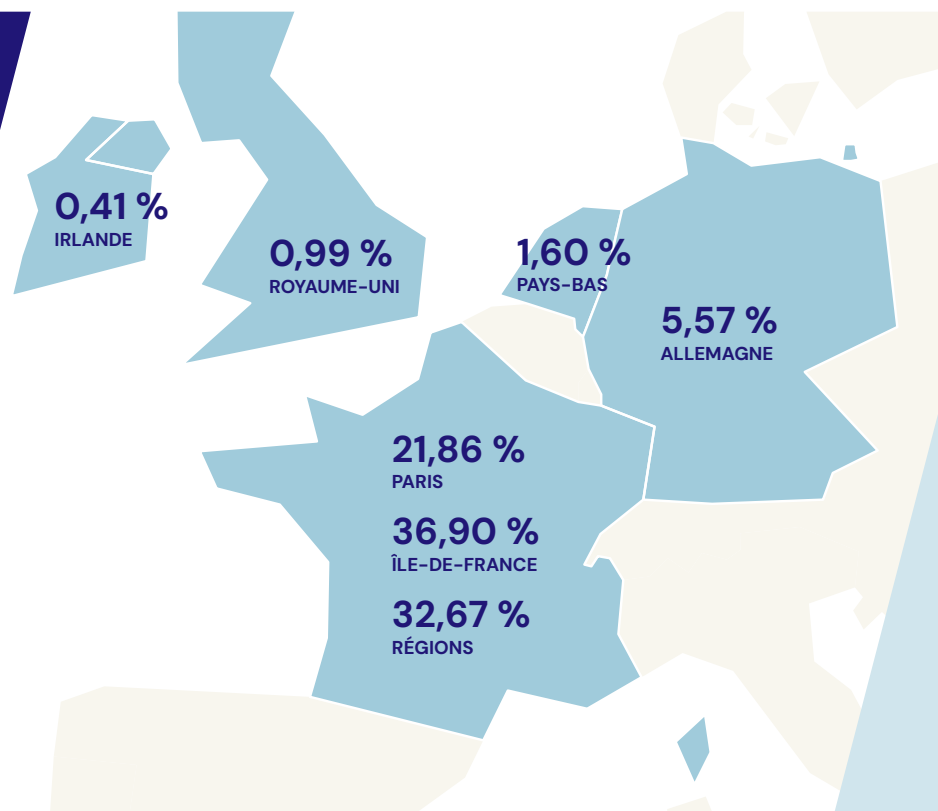 0,41 %
IRLANDE
0,99 %
ROYAUME-UNI
1,60 %
PAYS-BAS
5,57 %
ALLEMAGNE
21,86 %
PARIS
36,90 %
ÎLE-DE-FRANCE
32,67 %
RÉGIONS